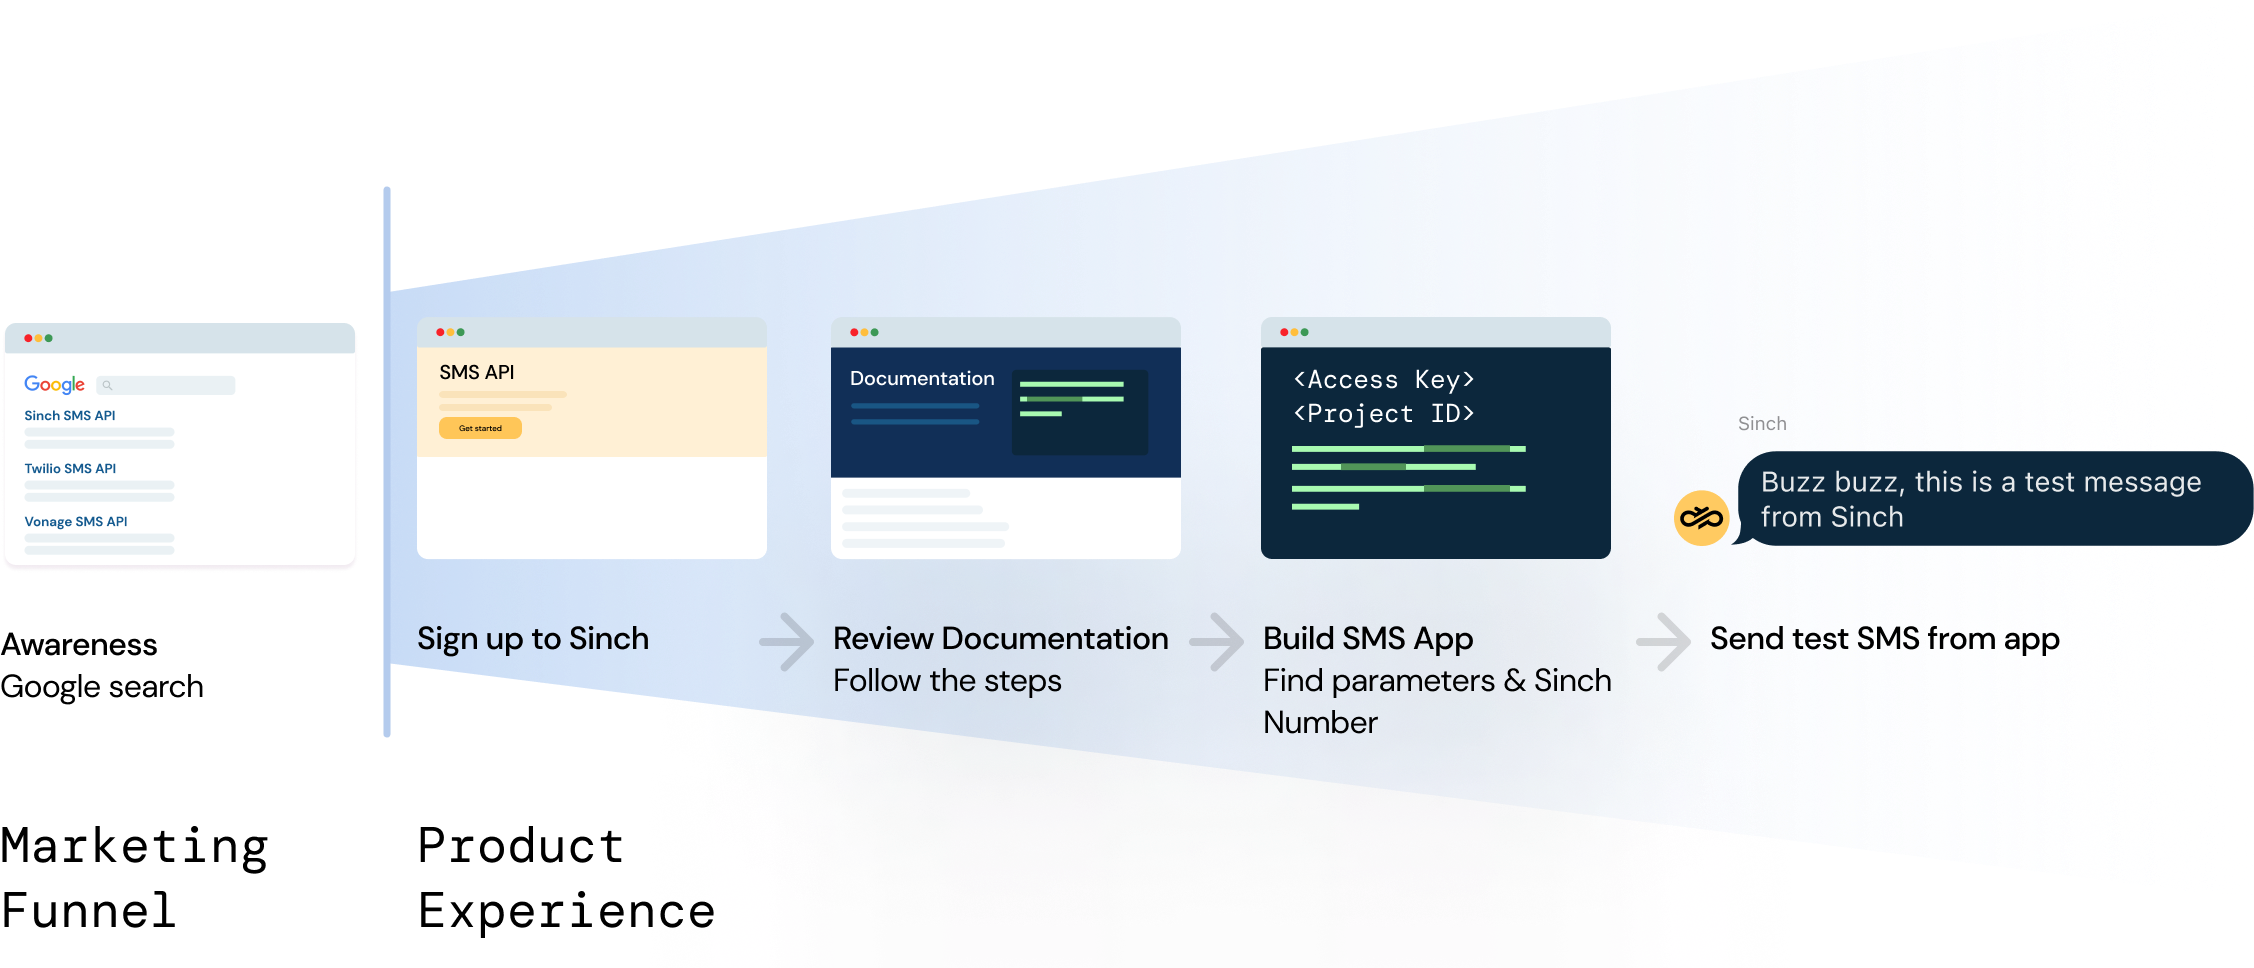 Google
Sinch SMS API
Twilio SMS API
Vonage SMS API
Awareness
Google search
SMS API
Get started
Sign up to Sinch
Documentation
Review Documentation
Follow the steps
<Access Key>
<Project ID>
Build SMS App
Find parameters & Sinch
Number
Sinch
Buzz buzz, this is a test message
from Sinch
Send test SMS from app
Marketing
Funnel
Product
Experience